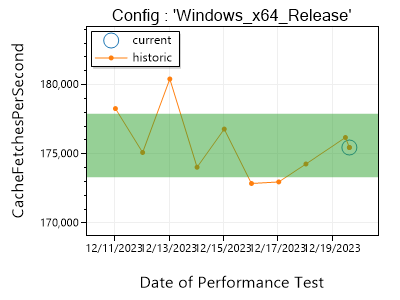 Config : 'Windows_x64_Release'
current
historic
CacheFetchesPerSecond
180,000
175,000
170,000
12/11/2023 12/13/2023 12/15/2023 12/17/2023 12/19/2023
Date of Performance Test